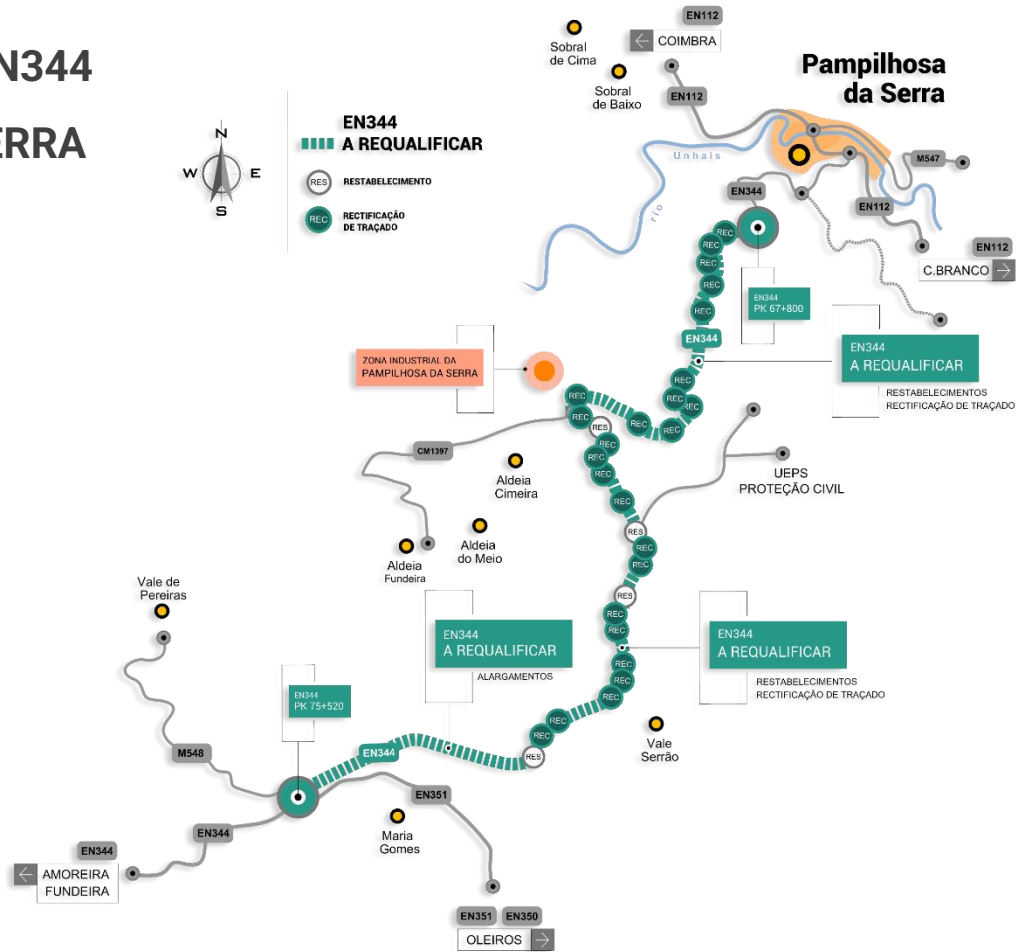 N344
ERRA
N
W E
S
EN344
A REQUALIFICAR
RES RESTABELECIMENTO
REC RECTIFICAÇÃO
DE TRAÇADO
Sobral
de Cima
EN112
COIMBRA
Sobral
de Baixo
EN112
Pampilhosa
da Serra
rio Unhais
M547
EN344
EN112
EN112
C.BRANCO
REC
REC
REC
REC
REC
REC
EN344
PK 67+800
EN344
EN344
A REQUALIFICAR
RESTABELECIMENTOS
RECTIFICAÇÃO DE TRAÇADO
ZONA INDUSTRIAL DA
PAMPILHOSA DA SERRA
REC
REC
REC
REC
REC
REC
REC
RES
REC
REC
REC
REC
CM1397
Aldeia
Cimeira
UEPS
PROTEÇÃO CIVIL
Aldeia
do Meio
Aldeia
Fundeira
RES
REC
REC
RES
REC
REC
REC
REC
REC
Vale de
Pereiras
EN344
A REQUALIFICAR
ALARGAMENTOS
EN344
A REQUALIFICAR
RESTABELECIMENTOS
RECTIFICAÇÃO DE TRAÇADO
EN344
PK 75+520
REC
REC
RES
Vale
Serrão
M548
EN344
EN351
EN344
Maria
Gomes
EN344
AMOREIRA
FUNDEIRA
EN351 EN350
OLEIROS